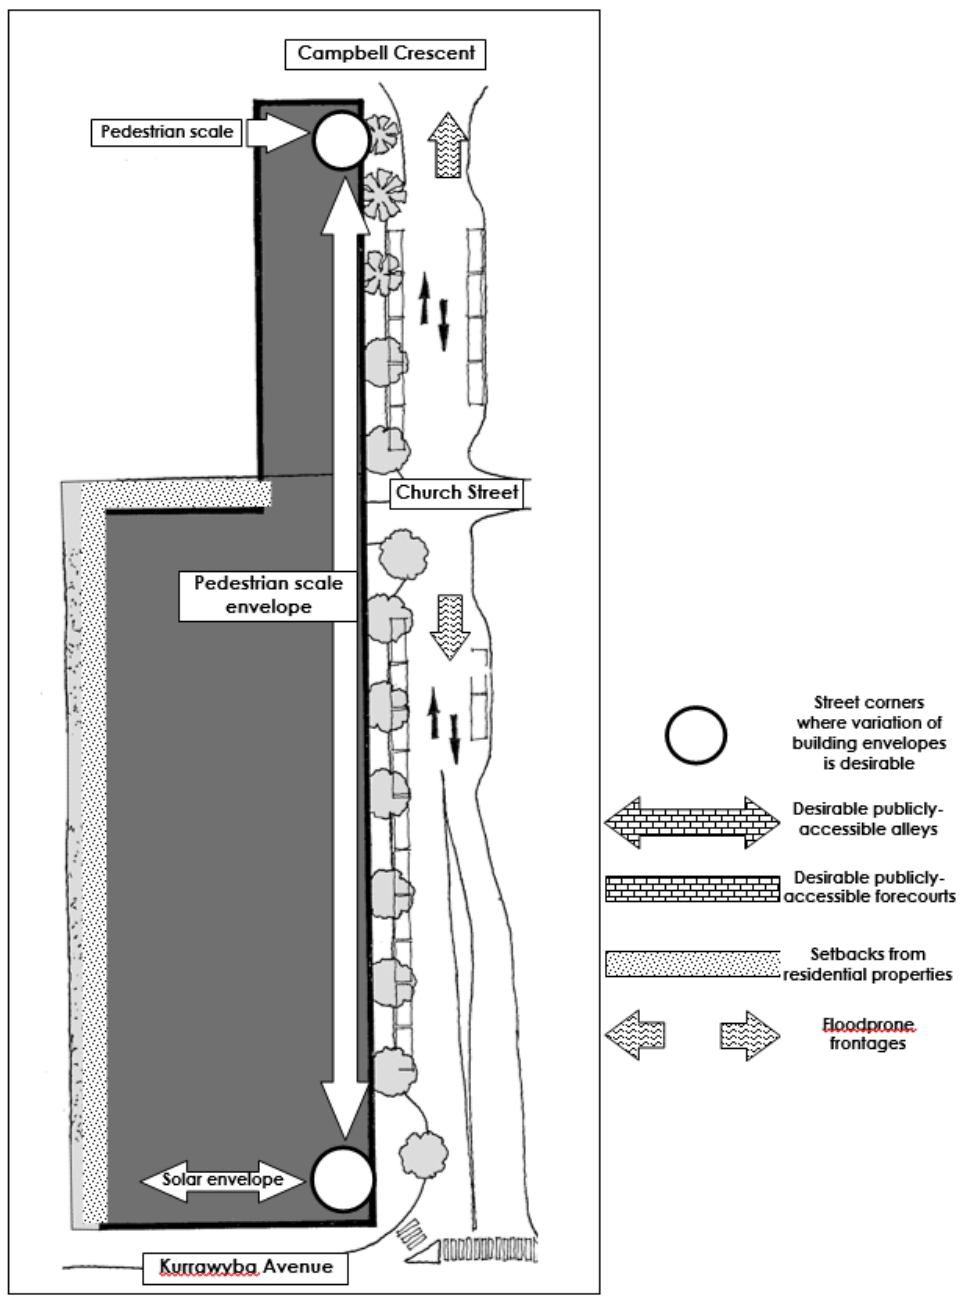 Campbell Crescent
Pedestrian scale
Church Street
Pedestrian scale
envelope
Solar envelope
Kurrawyba Avenue
Street corners
where variation of
building envelopes
is desirable
Desirable publicly-
accessible alleys
Desirable publicly-
accessible forecourts
Setbacks from
residential properties
Floodprone
frontages